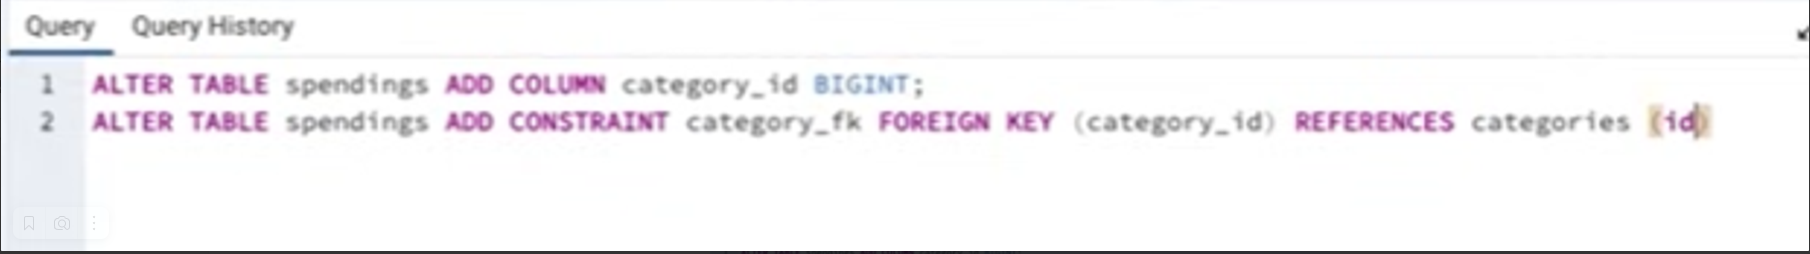 Query Query History
1 ALTER TABLE spendings ADD COLUMN category_id BIGINT;
2 ALTER TABLE spendings ADD CONSTRAINT category_fk FOREIGN KEY (category_id) REFERENCES categories (id)